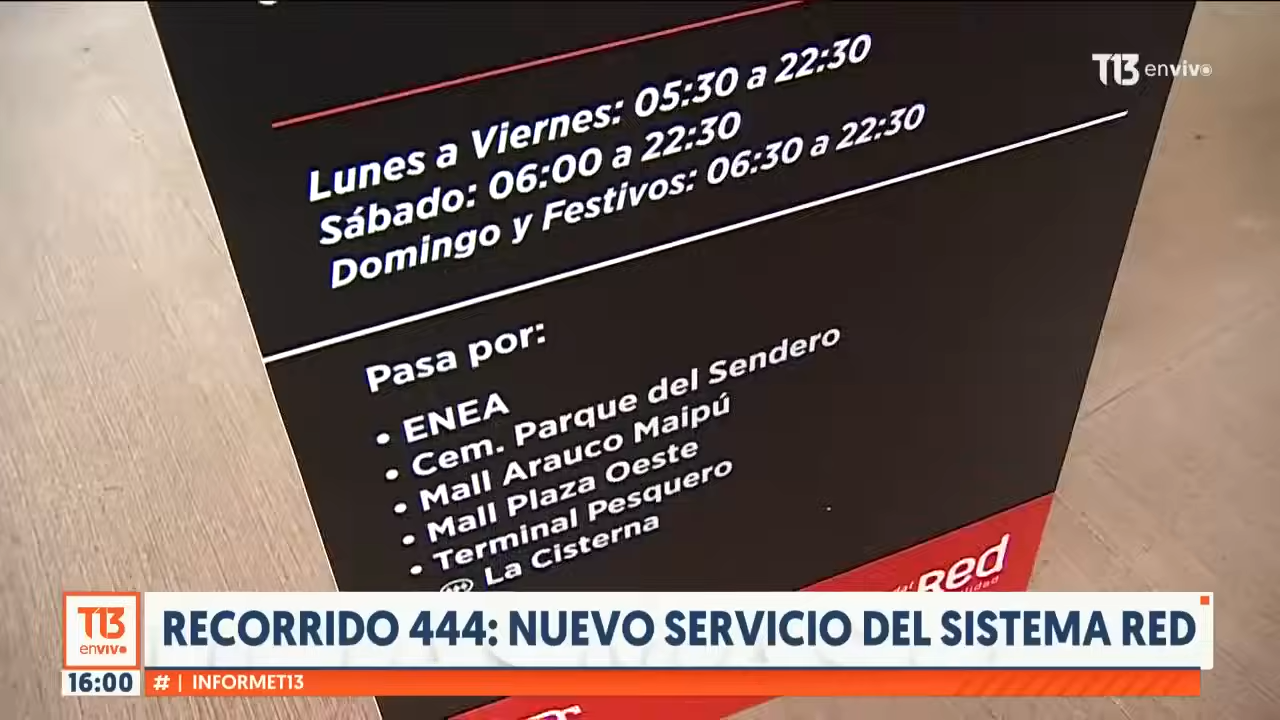 T13 envivo
Lunes a Viernes: 05:30 a 22:30
Sábado: 06:00 a 22:30
Domingo y Festivos: 06:30 a 22:30
Pasa por:
• ENEA
• Cem. Parque del Sendero
• Mall Arauco Maipú
• Mall Plaza Oeste
• Terminal Pesquero
La Cisterna
Red
T13
envivo
RECORRIDO 444: NUEVO SERVICIO DEL SISTEMA RED
16:00
# | INFORMET13